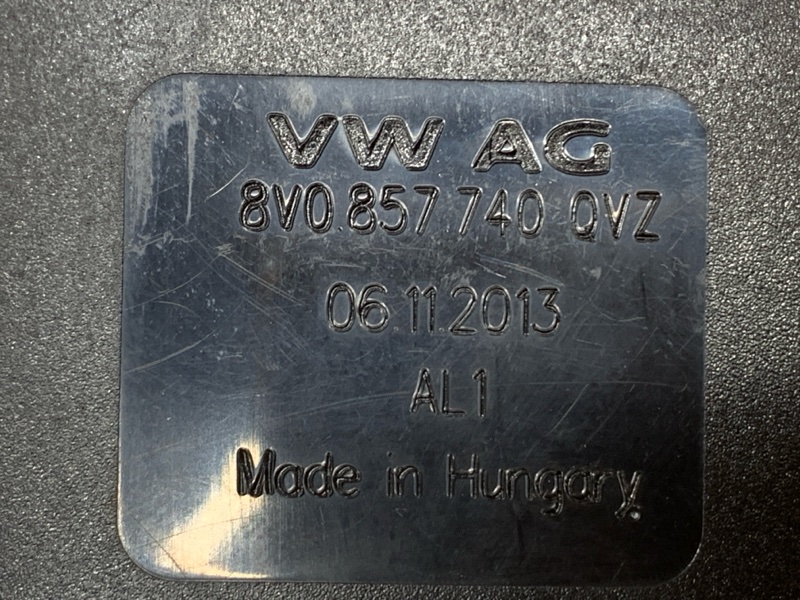 VW AG
8V0.857.740 QVZ
06.11.2013
AL1
Made in Hungary.